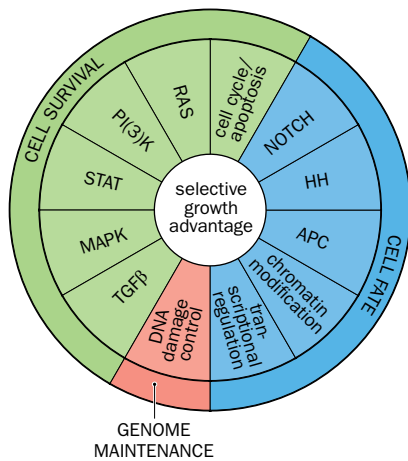 CELL SURVIVAL
CELL FATE
GENOME
MAINTENANCE
selective
growth
advantage
cell cycle/
apoptosis
NOTCH
HH
APC
chromatin
modification
tran-
scriptional
regulation
DNA
damage
control
TGFβ
MAPK
STAT
PI(3)K
RAS